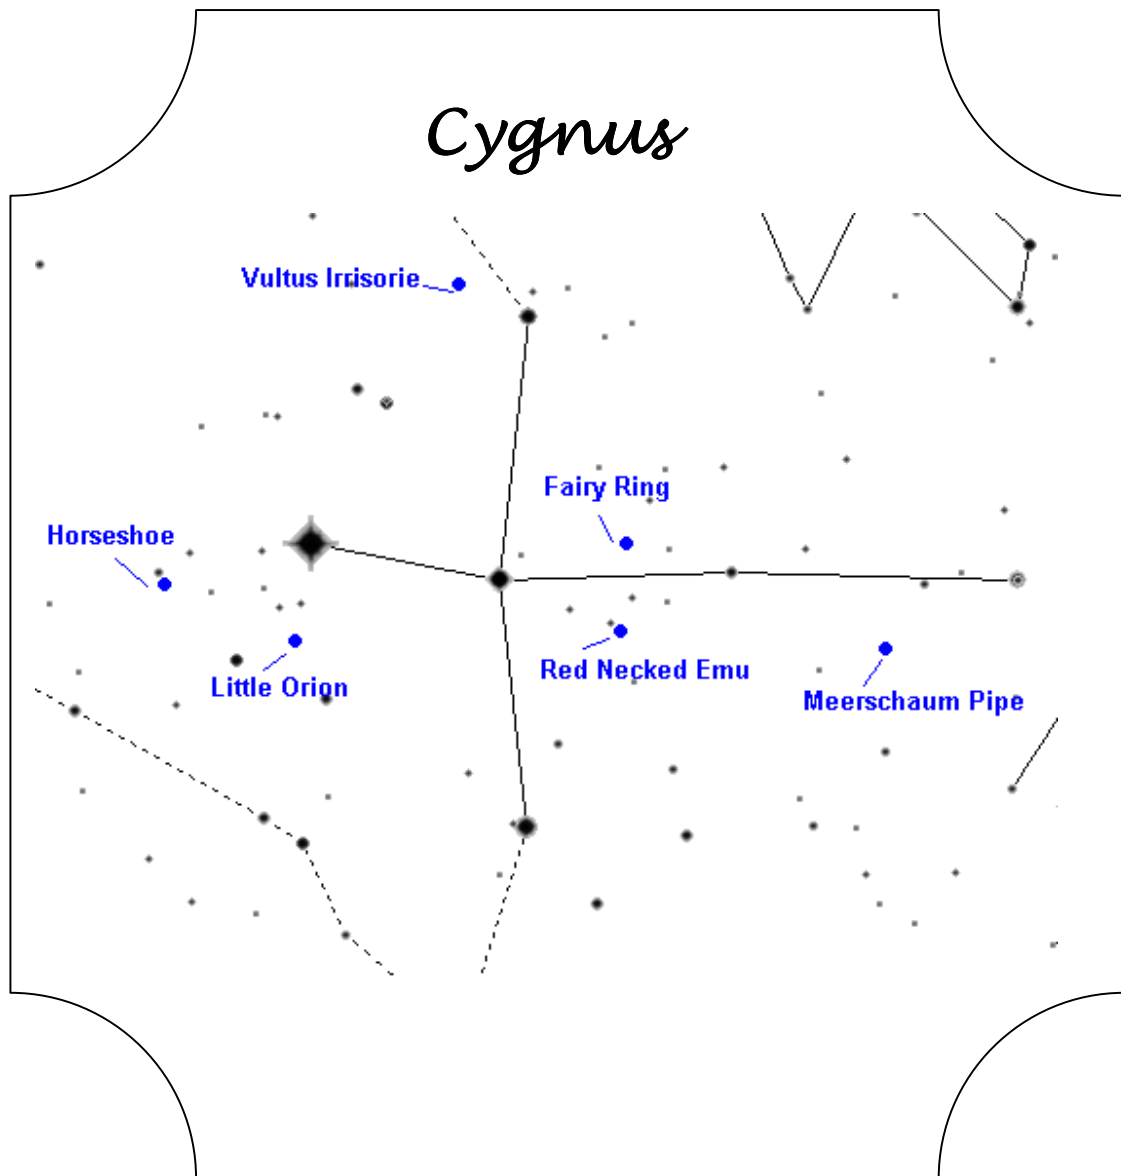 Cygnus
Vultus Irrisorie
Fairy Ring
Horseshoe
Red Necked Emu
Little Orion
Meerschaum Pipe